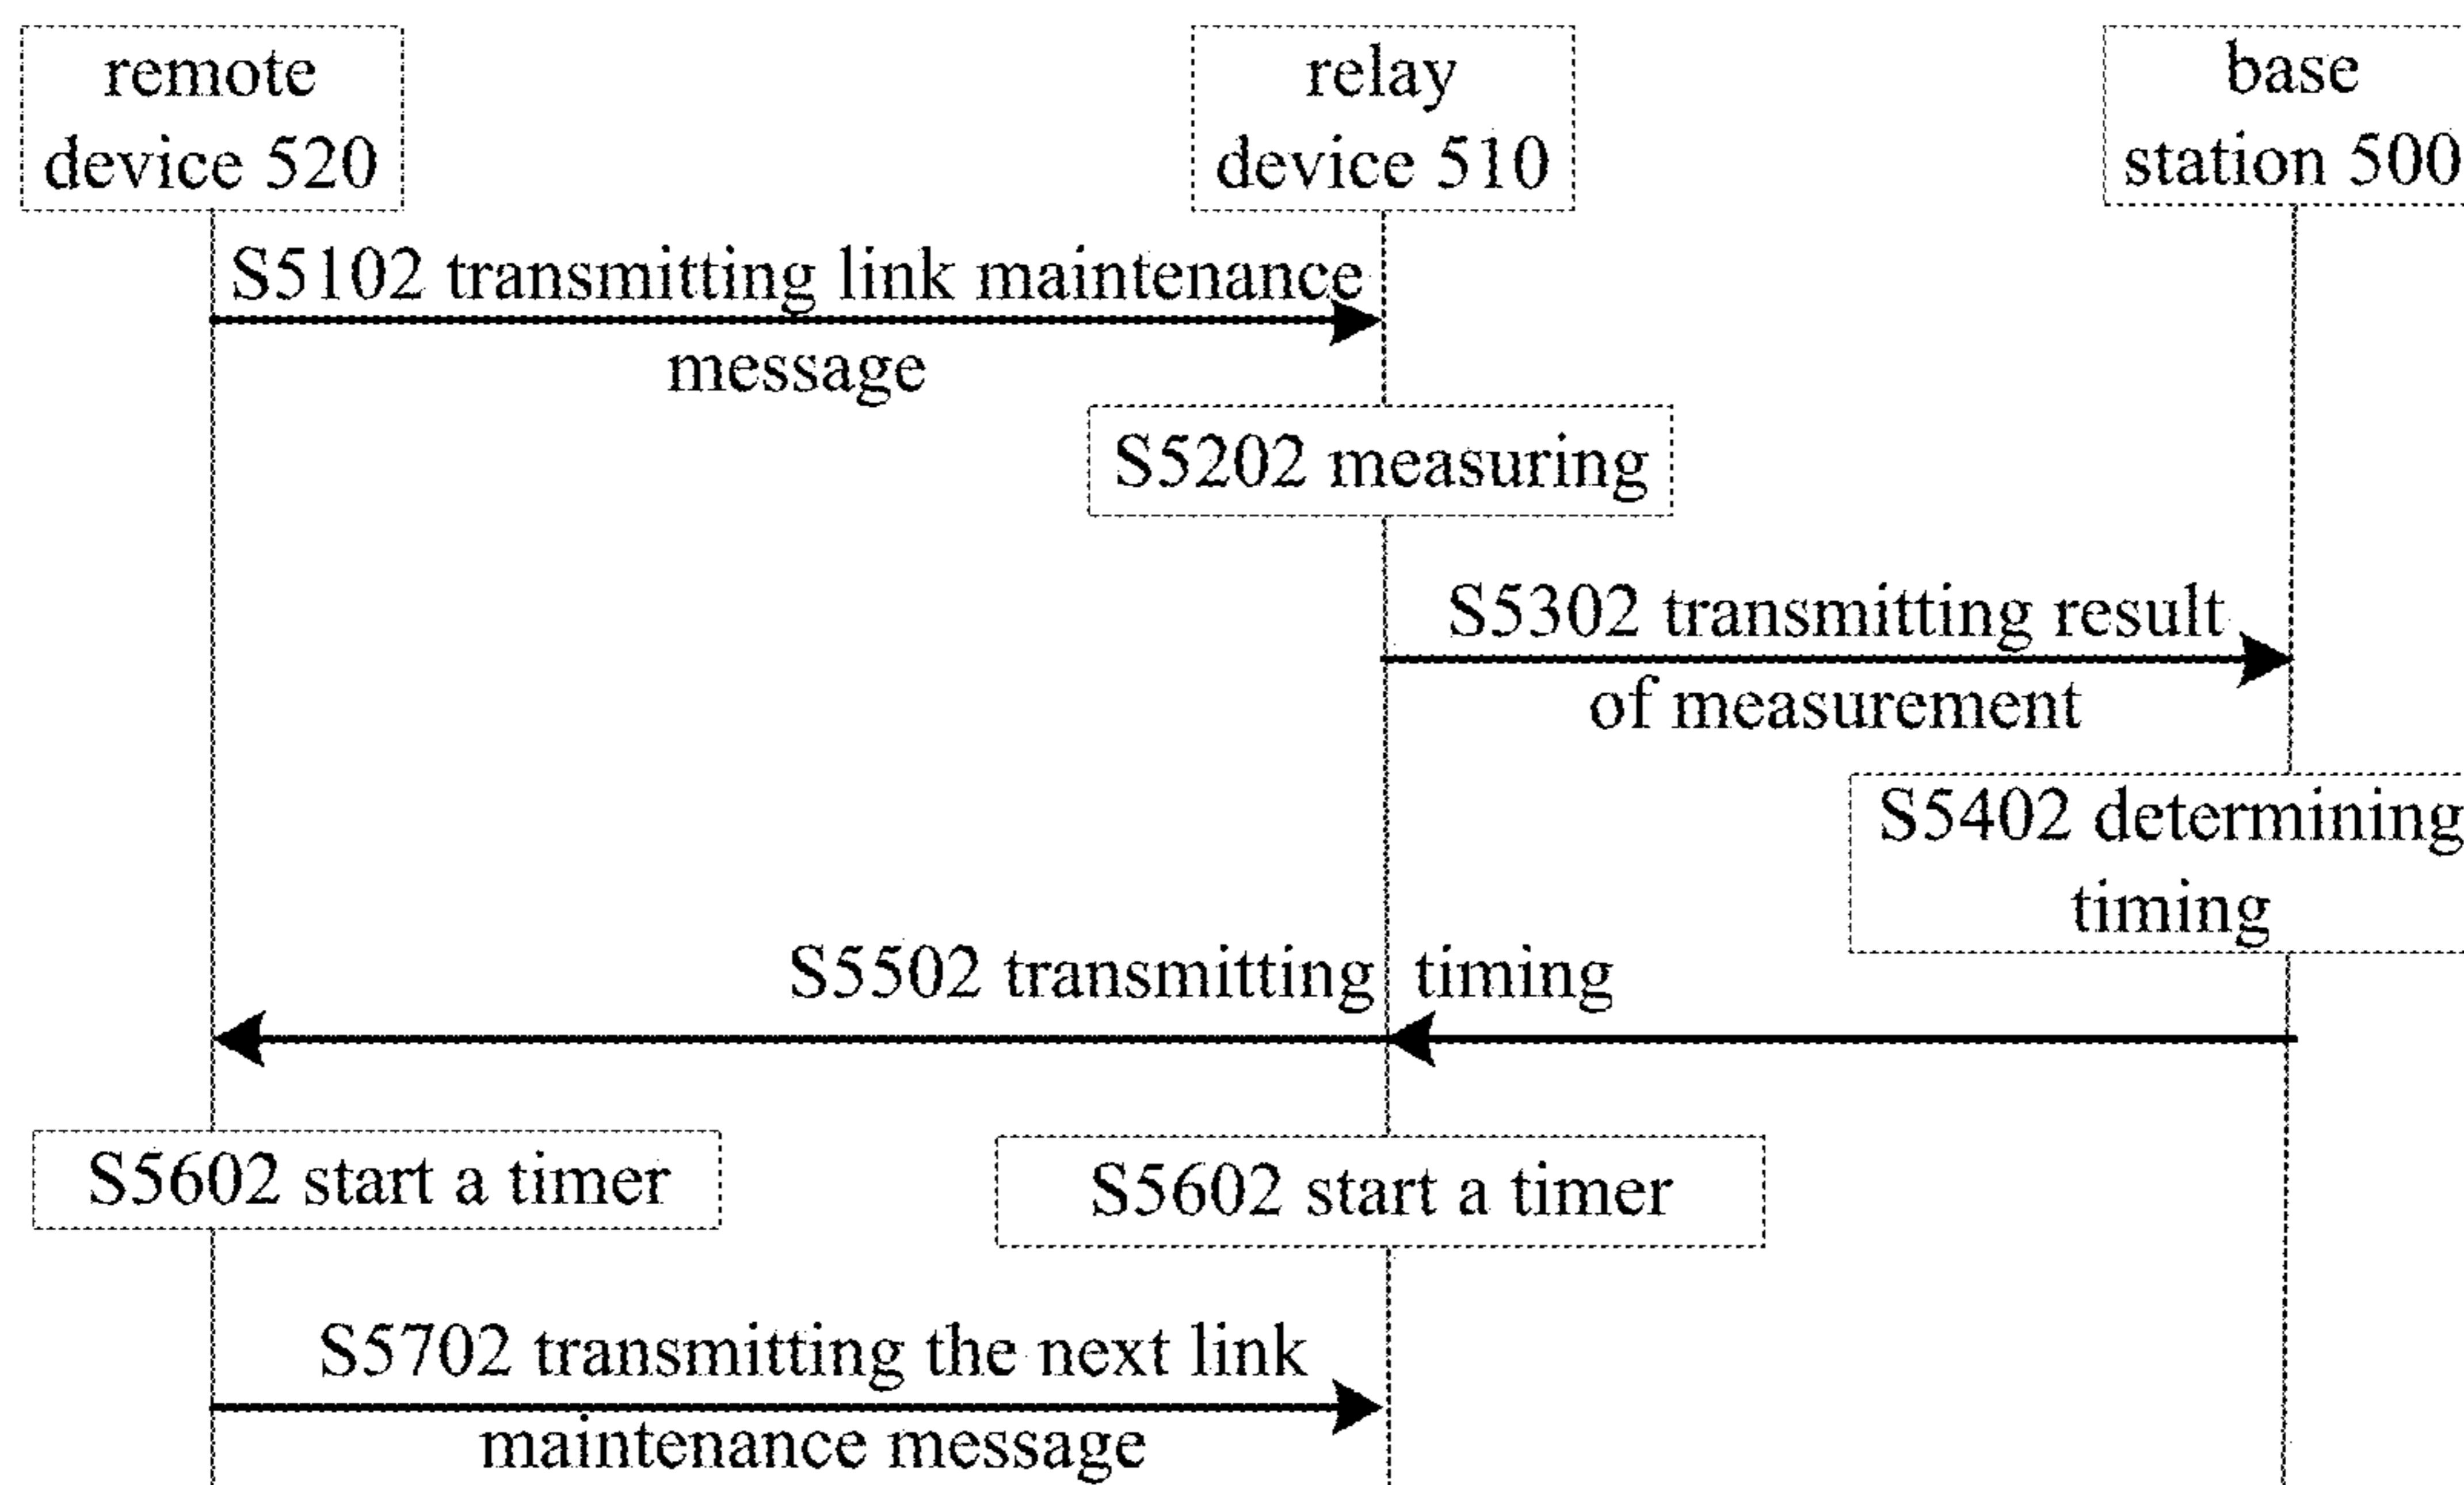 remote
device 520
relay
device 510
base
station 500
S5102 transmitting link maintenance
message
S5202 measuring
S5302 transmitting result
of measurement
S5402 determining
timing
S5502 transmitting timing
S5602 start a timer
S5602 start a timer
S5702 transmitting the next link
maintenance message